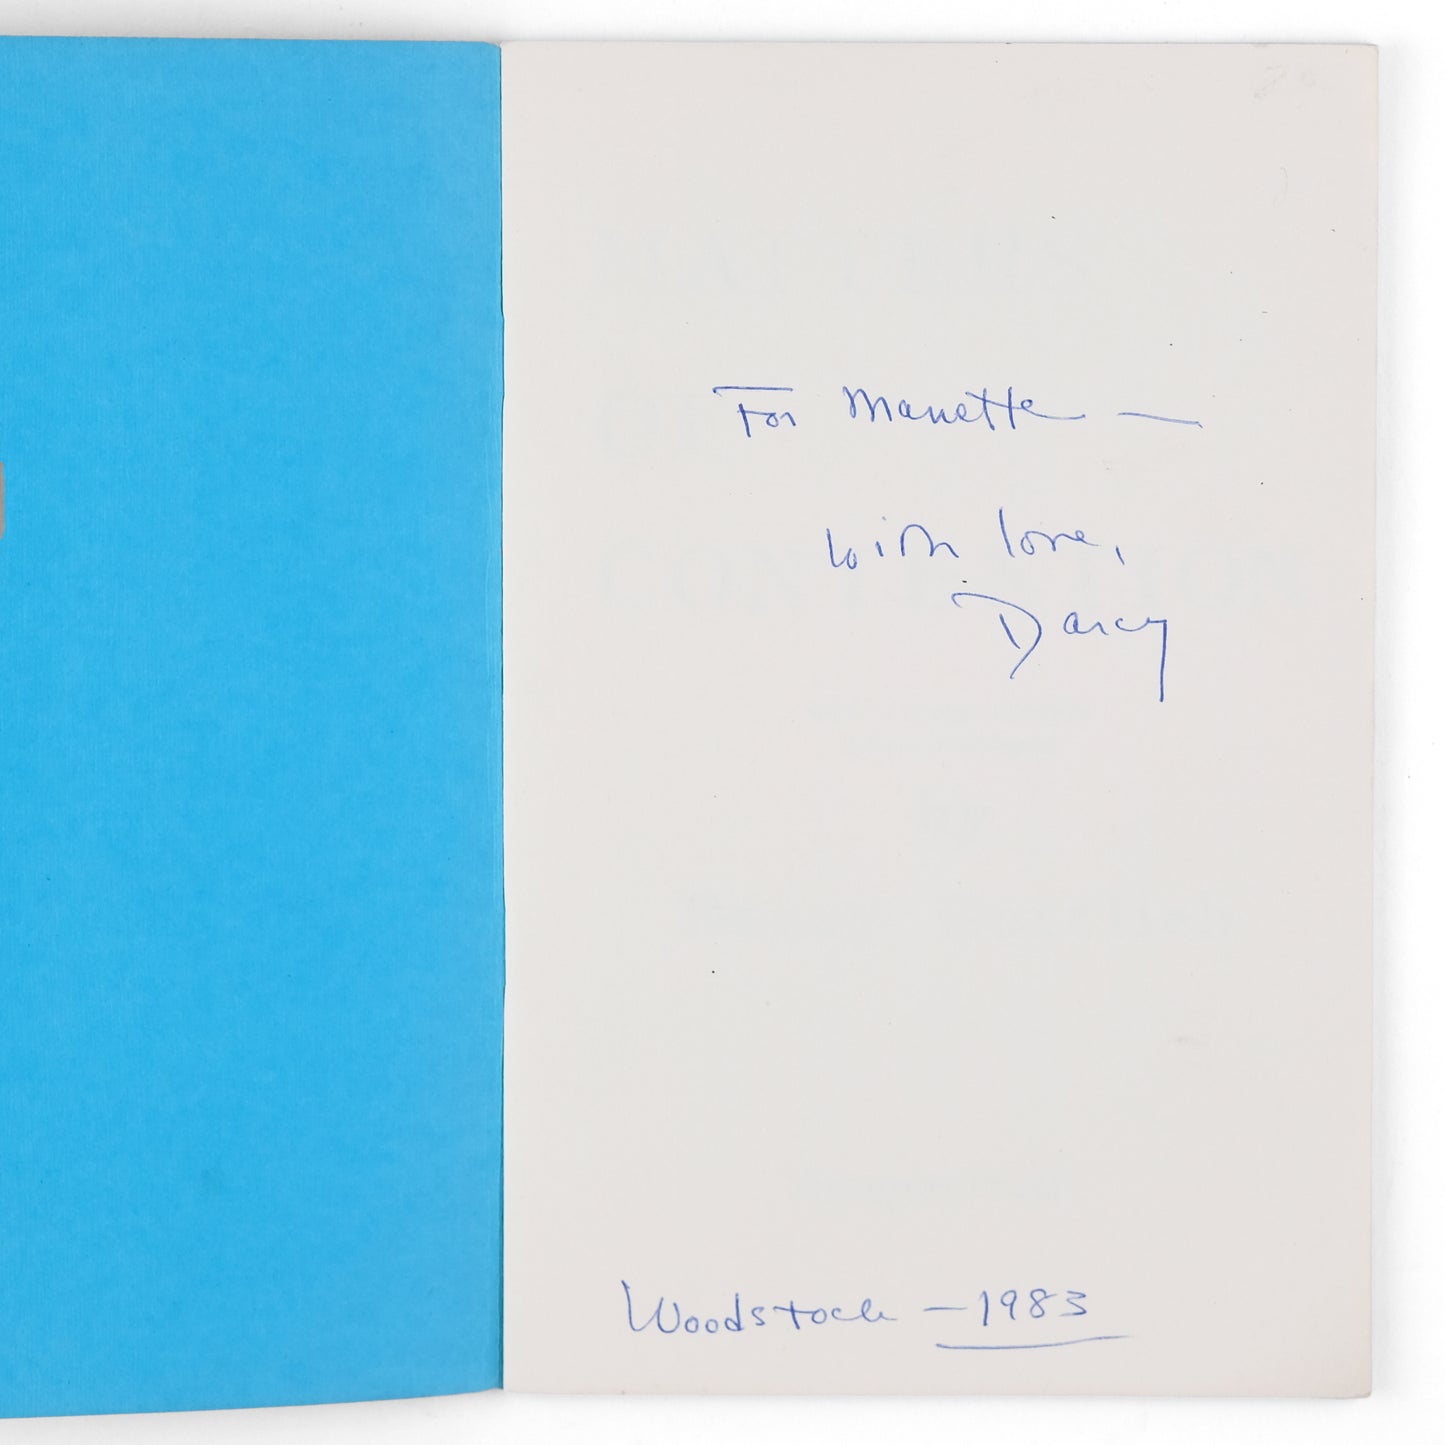 For Manette —
with love,
Darcy
Woodstock — 1983